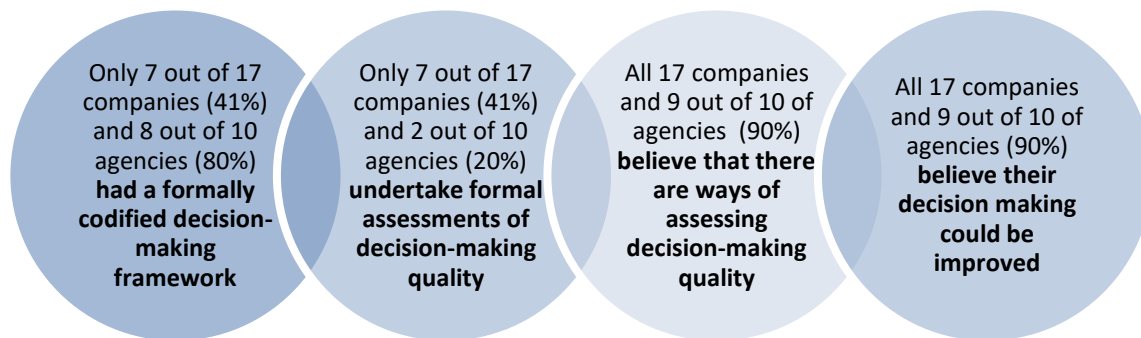 Only 7 out of 17
companies (41%)
and 8 out of 10
agencies (80%)
had a formally
codified decision-
making
framework
Only 7 out of 17
companies (41%)
and 2 out of 10
agencies (20%)
undertake formal
assessments of
decision-making
quality
All 17 companies
and 9 out of 10 of
agencies (90%)
believe that there
are ways of
assessing
decision-making
quality
All 17 companies
and 9 out of 10 of
agencies (90%)
believe their
decision making
could be
improved